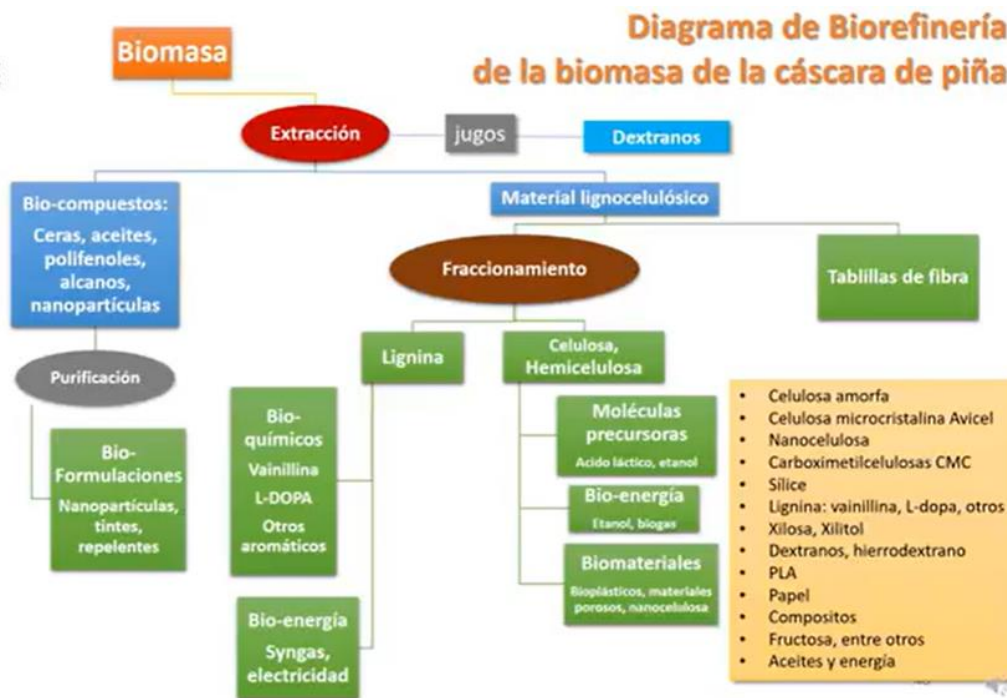 Diagrama de Biorefinería
de la biomasa de la cáscara de piña
Biomasa
Extracción
jugos
Dextranos
Bio-compuestos:
Ceras, aceites,
polifenoles,
alcanos,
nanopartículas
Material lignocelulósico
Fraccionamiento
Tablillas de fibra
Purificación
Lignina
Celulosa,
Hemicelulosa
Bio-
Formulaciones
Nanopartículas,
tintes,
repelentes
Bio-
químicos
Vainillina
L-DOPA
Otros
aromáticos
Bio-energía
Syngas,
electricidad
Moléculas
precursoras
Acido láctico, etanol
Bio-energía
Etanol, biogas
Biomateriales
Bioplásticos, materiales
porosos, nanocelulosa
• Celulosa amorfa
• Celulosa microcristalina Avicel
• Nanocelulosa
• Carboximetilcelulosas CMC
• Sílice
• Lignina: vainillina, L-dopa, otros
• Xilosa, Xilitol
• Dextranos, hierrodextrano
• PLA
• Papel
• Compositos
• Fructosa, entre otros
• Aceites y energía